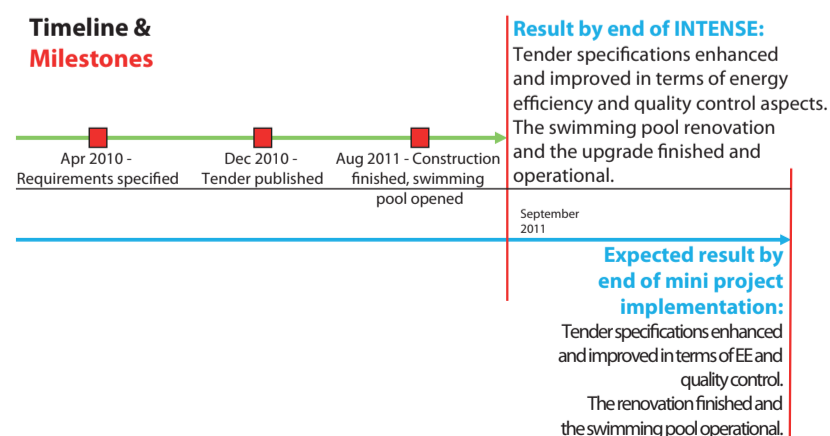 Timeline &
Milestones
Result by end of INTENSE:
Tender specifications enhanced
and improved in terms of energy
efficiency and quality control aspects.
The swimming pool renovation
and the upgrade finished and
operational.
Apr 2010 -
Requirements specified
Dec 2010 -
Tender published
Aug 2011 - Construction
finished, swimming
pool opened
September
2011
Expected result by
end of mini project
implementation:
Tender specifications enhanced
and improved in terms of EE and
quality control.
The renovation finished and
the swimming pool operational.